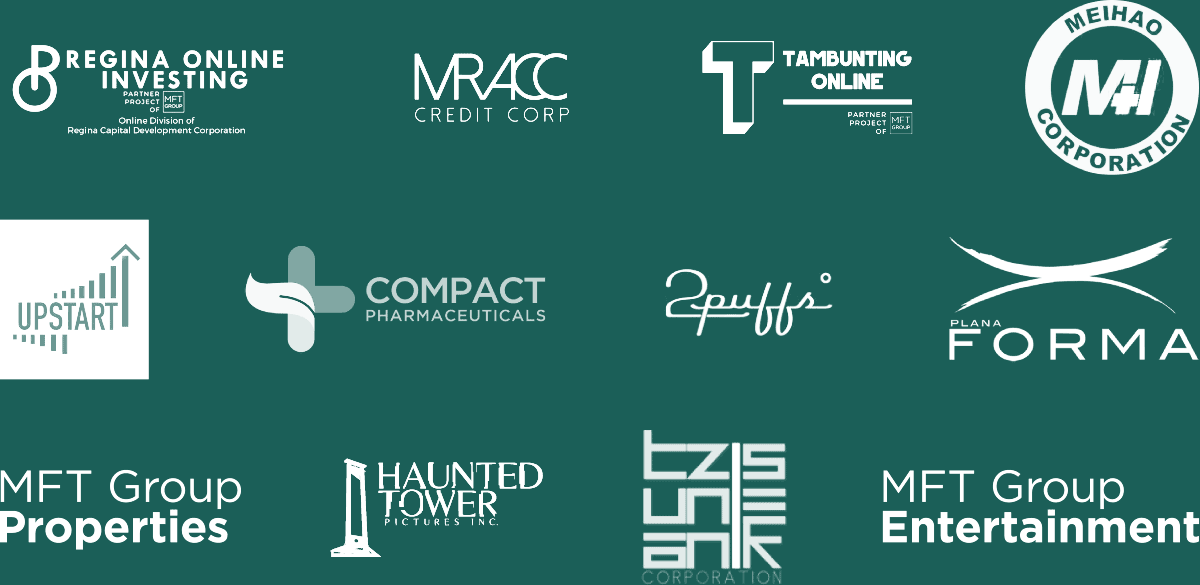 REGINA ONLINE
INVESTING
PARTNER
PROJECT
OF
MFT
GROUP
Online Division of
Regina Capital Development Corporation
MRACC
CREDIT CORP
T
TAMBUNTING
ONLINE
PARTNER
PROJECT
OF
MFT
GROUP
MEIHAO
MH
CORPORATION
UPSTART
COMPACT
PHARMACEUTICALS
2puffs
PLANA
FORMA
MFT Group
Properties
HAUNTED
TOWER
PICTURES INC.
CORPORATION
MFT Group
Entertainment